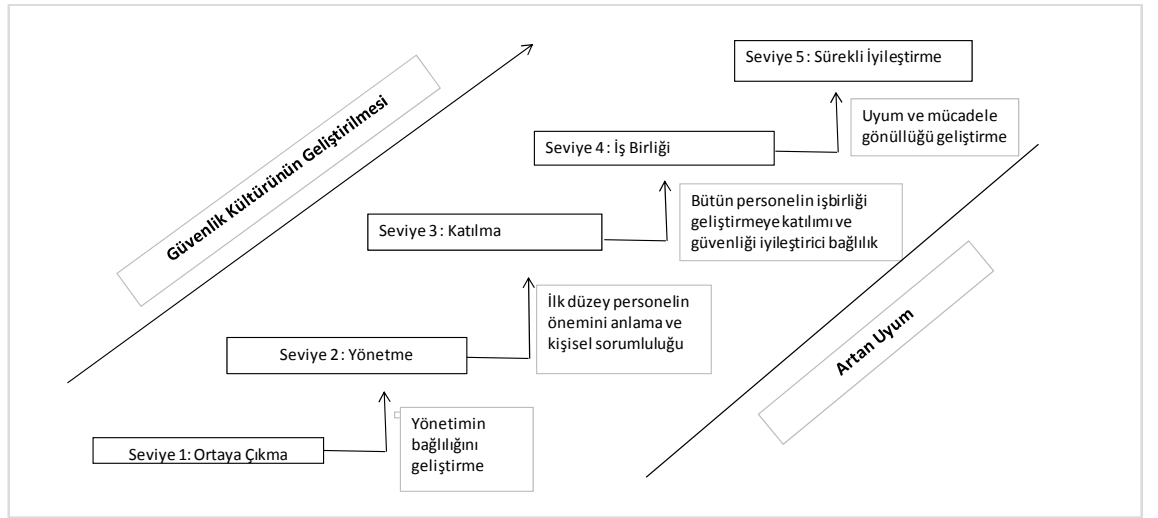 Güvenlik Kültürünün Geliştirilmesi
Seviye 5: Sürekli İyileştirme
Uyum ve mücadele
gönüllüğü geliştirme
Seviye 4: İş Birliği
Bütün personelin işbirliği
geliştirmeye katılımı ve
güvenliği iyileştirici bağlılık
Seviye 3: Katılma
İlk düzey personelin
önemini anlama ve
kişisel sorumluluğu
Artan Uyum
Seviye 2: Yönetme
Yönetimin
bağlılığını
geliştirme
Seviye 1: Ortaya Çıkma